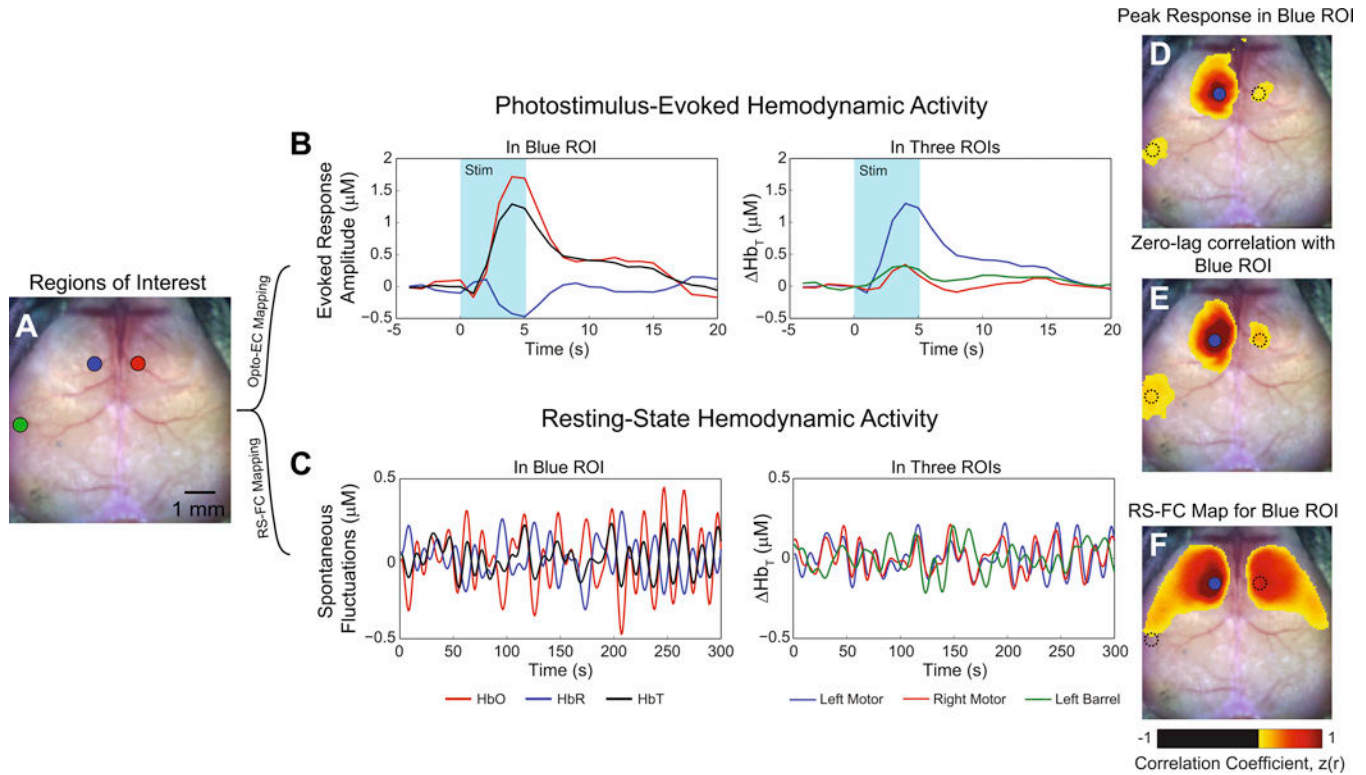 Regions of Interest
A
1 mm
Opto-EC Mapping
RS-FC Mapping
Photostimulus-Evoked Hemodynamic Activity
B
In Blue ROI
Stim
Evoked Response
Amplitude (μM)
2
1.5
1
0.5
0
−0.5
-5
0
5
10
15
20
Time (s)
In Three ROIs
Stim
ΔHbT (μM)
2
1.5
1
0.5
0
−0.5
-5
0
5
10
15
20
Time (s)
Resting-State Hemodynamic Activity
C
In Blue ROI
Spontaneous
Fluctuations (μM)
0.5
0
−0.5
0
50
100
150
200
250
300
Time (s)
HbO
HbR
HbT
In Three ROIs
ΔHbT (μM)
0.5
0
−0.5
0
50
100
150
200
250
300
Time (s)
Left Motor
Right Motor
Left Barrel
Peak Response in Blue ROI
D
Zero-lag correlation with
Blue ROI
E
RS-FC Map for Blue ROI
F
-1
1
Correlation Coefficient, z(r)